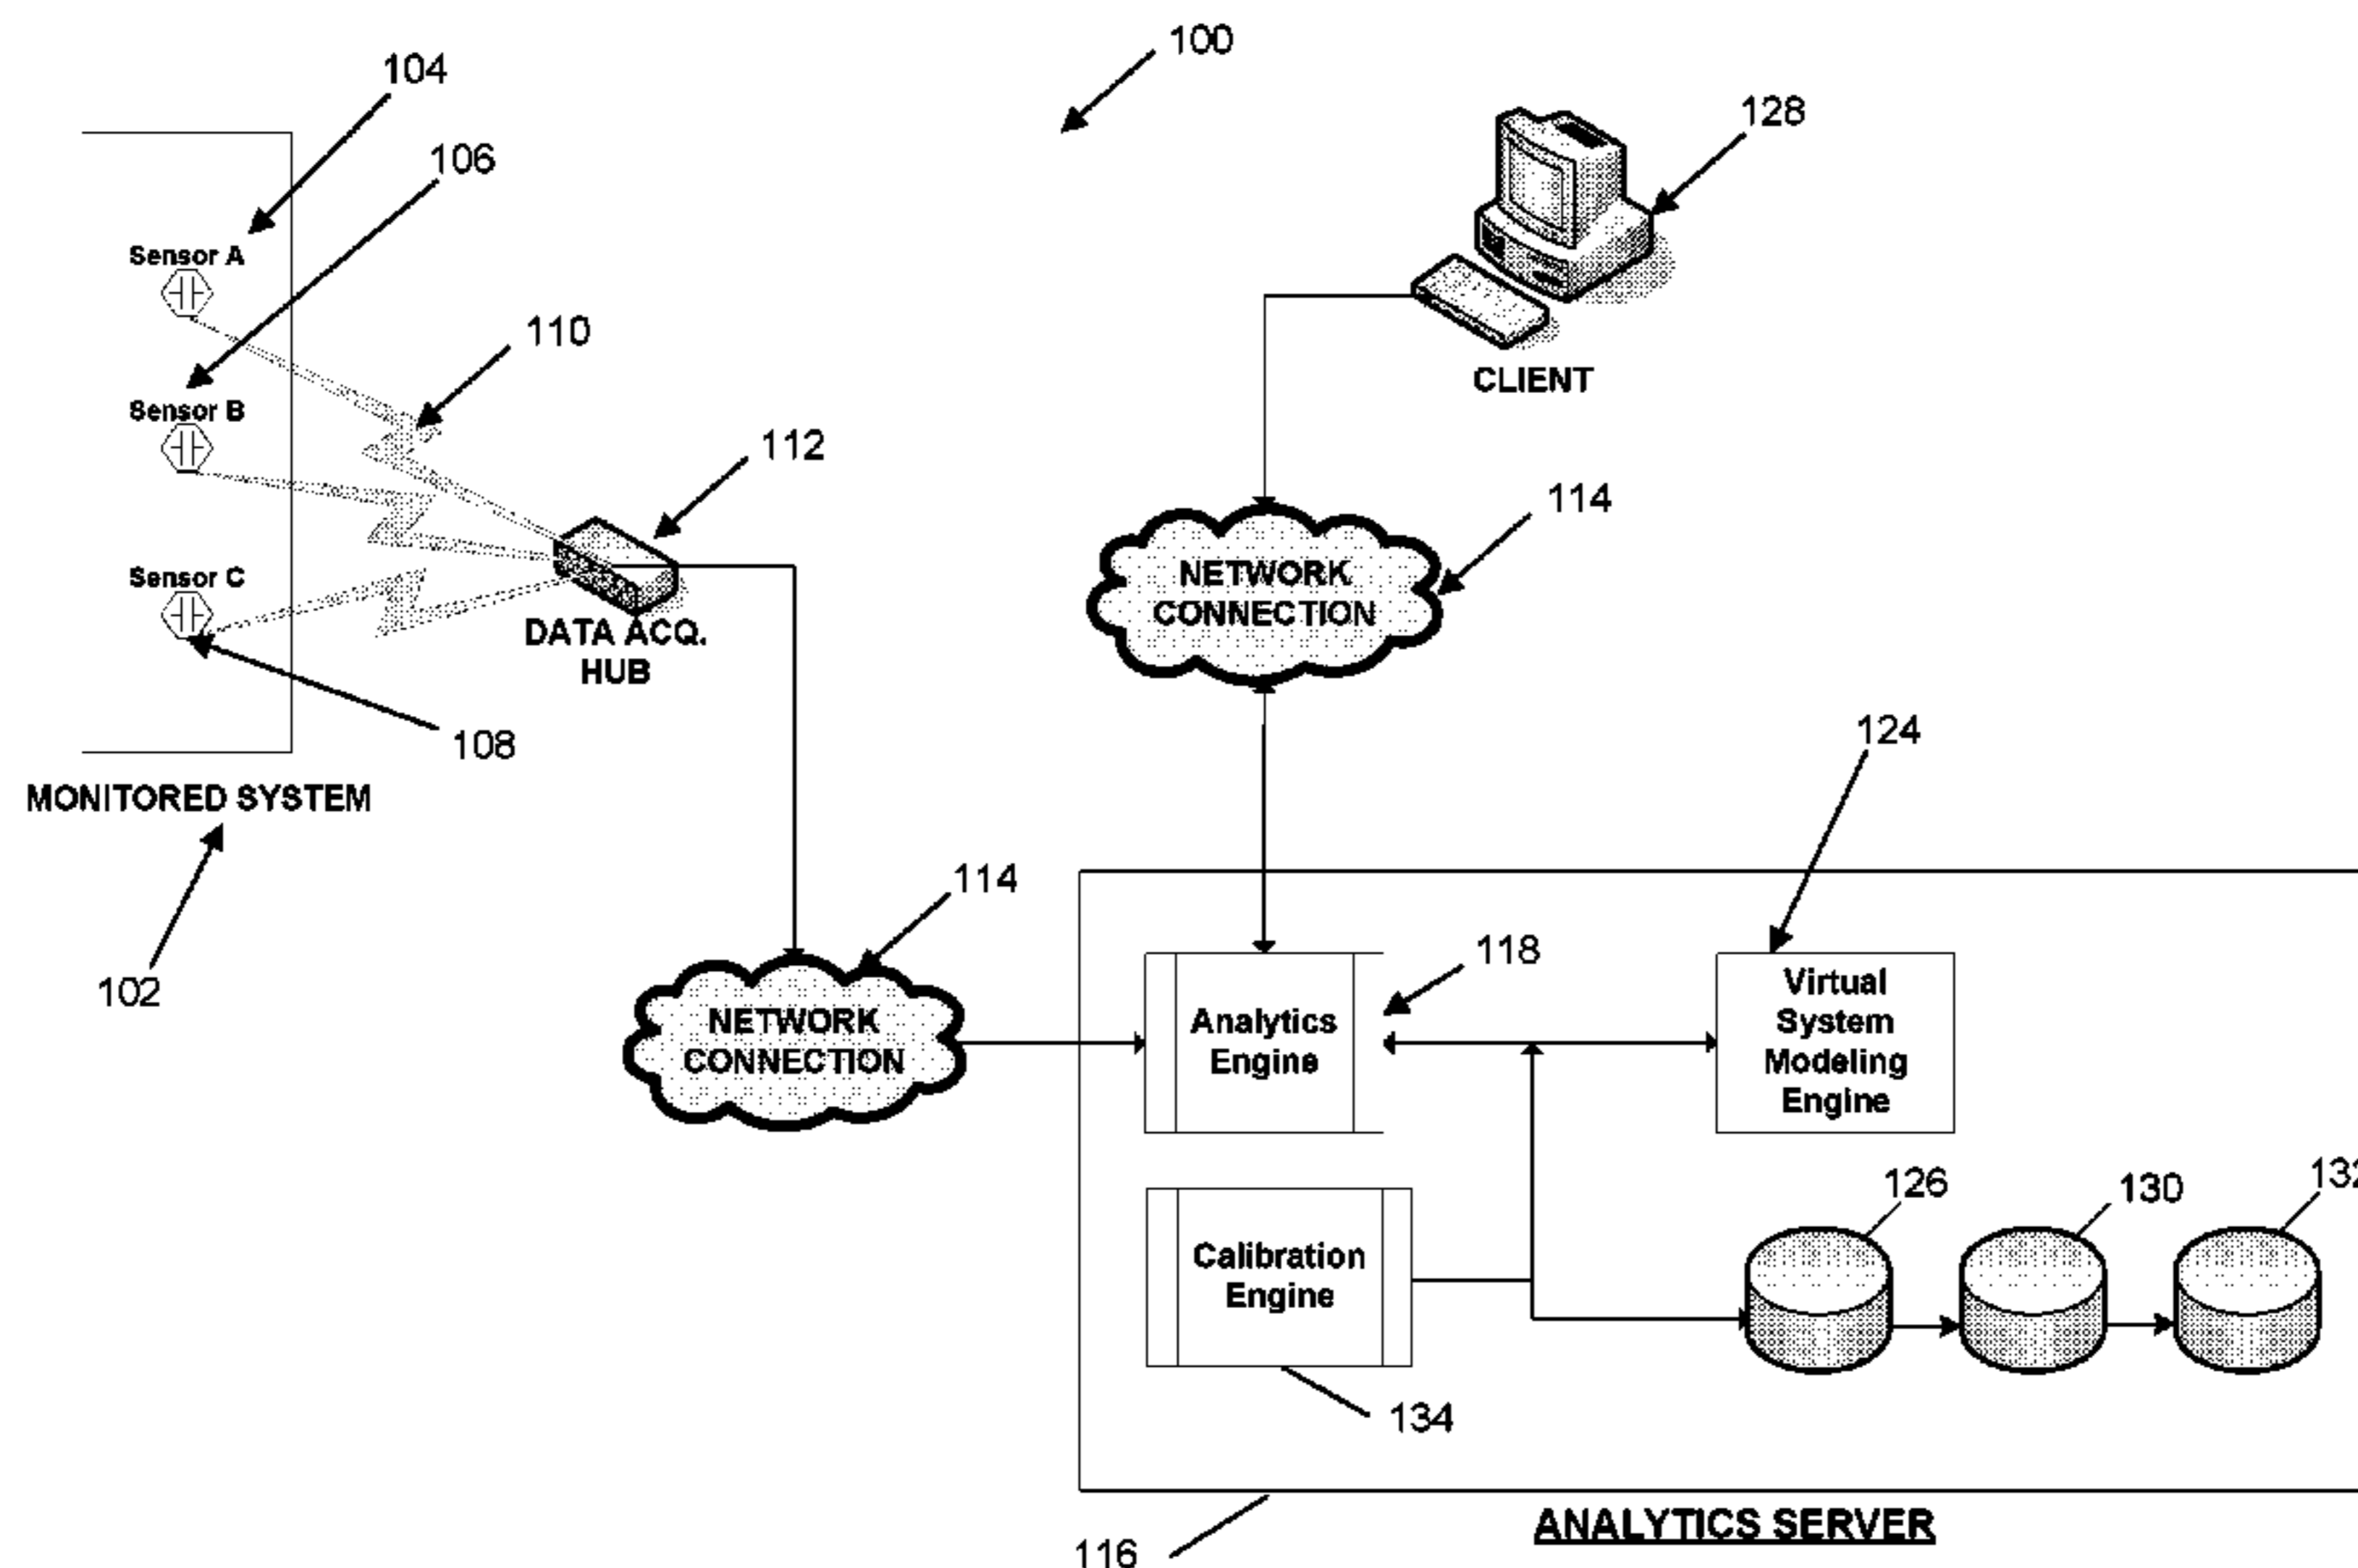 100
104
128
106
Sensor A
110
CLIENT
Sensor B
112
114
NETWORK
CONNECTION
Sensor C
DATA ACQ.
HUB
108
124
MONITORED SYSTEM
114
118
102
Virtual
System
Modeling
Engine
Analytics
Engine
NETWORK
CONNECTION
126
130
132
Calibration
Engine
134
ANALYTICS SERVER
116